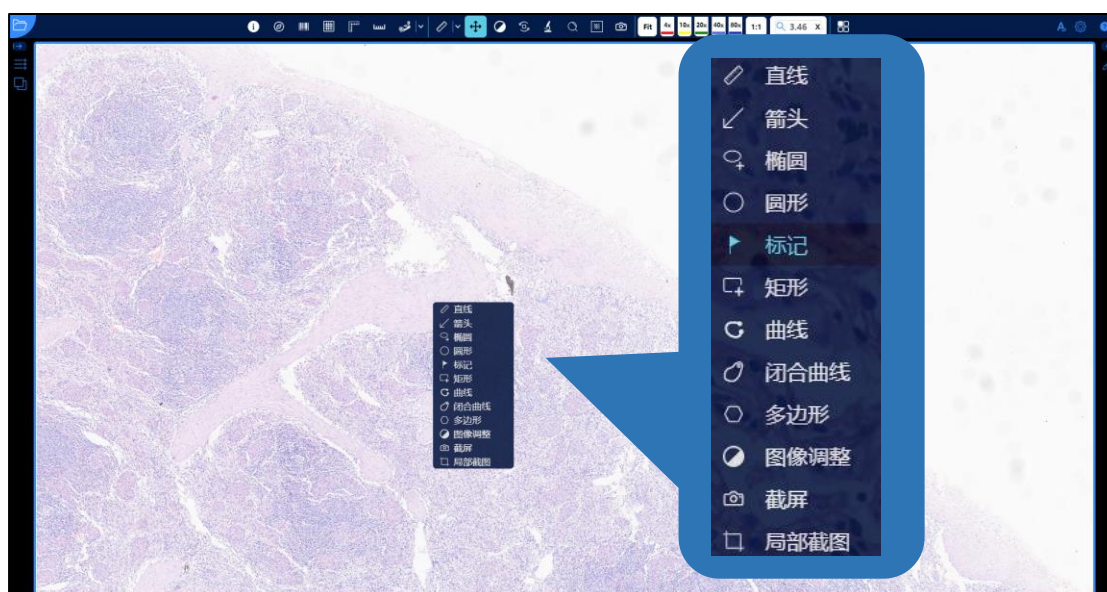 Fit
4x
10x
20x
40x
80x
1:1
3.46 x
A
直线
箭头
椭圆
圆形
标记
矩形
曲线
闭合曲线
多边形
图像调整
截屏
局部截图
直线
箭头
椭圆
圆形
标记
矩形
曲线
闭合曲线
多边形
图像调整
截屏
局部截图